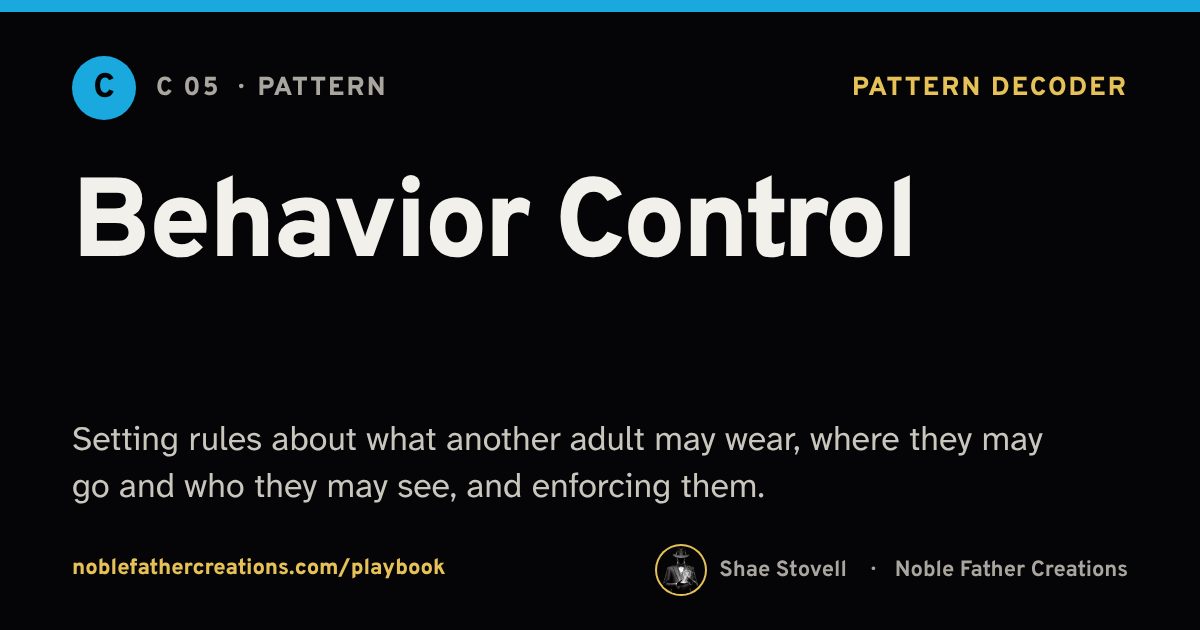 C
C 05 · PATTERN
PATTERN DECODER
Behavior Control
Setting rules about what another adult may wear, where they may
go and who they may see, and enforcing them.
noblefathercreations.com/playbook
Shae Stovell · Noble Father Creations